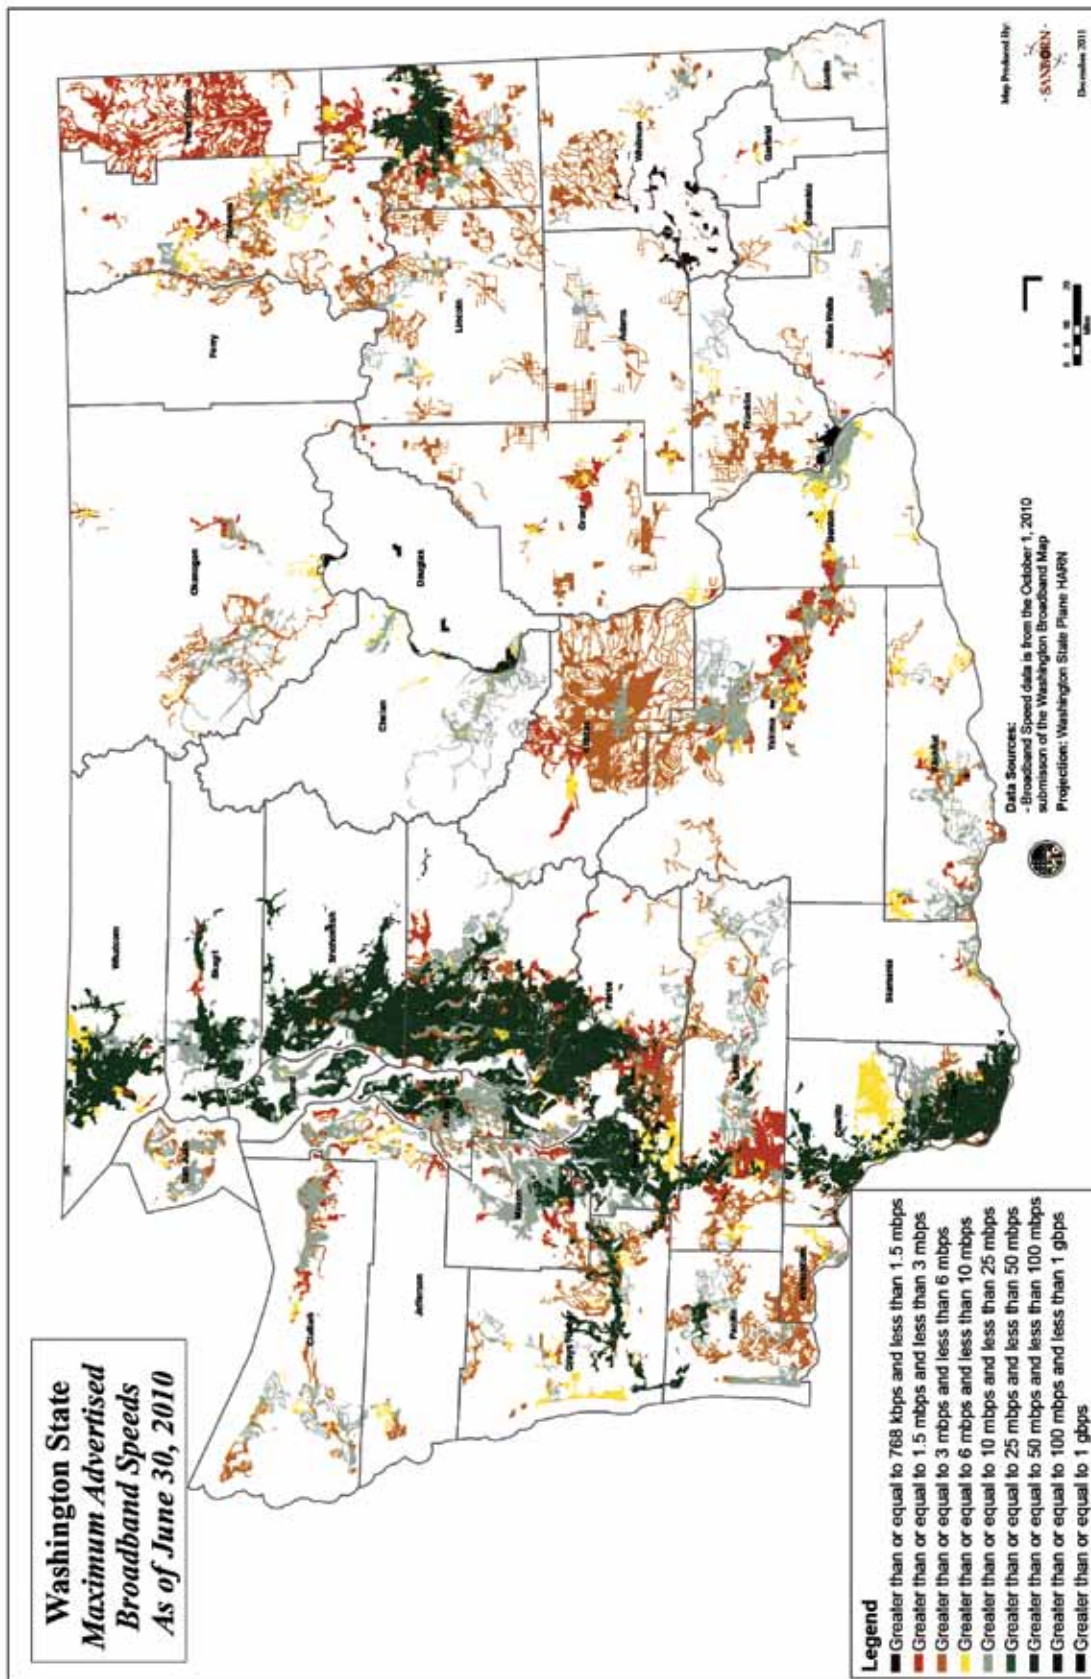 Washington State
Maximum Advertised
Broadband Speeds
As of June 30, 2010
Whatcom
Skagit
Snohomish
Okanogan
Ferry
Stevens
Chelan
Douglas
Lincoln
Clallam
Jefferson
Mason
Pierce
Grant
Adams
Whitman
Yakima
Pacific
Lewis
Franklin
Benton
Walla Walla
Columbia
Garfield
Asotin
Skamania
Klickitat
Cowlitz
Legend
Greater than or equal to 768 kbps and less than 1.5 mbps
Greater than or equal to 1.5 mbps and less than 3 mbps
Greater than or equal to 3 mbps and less than 6 mbps
Greater than or equal to 6 mbps and less than 10 mbps
Greater than or equal to 10 mbps and less than 25 mbps
Greater than or equal to 25 mbps and less than 50 mbps
Greater than or equal to 50 mbps and less than 100 mbps
Greater than or equal to 100 mbps and less than 1 gbps
Greater than or equal to 1 gbps
Data Sources:
- Broadband Speed data is from the October 1, 2010
submisson of the Washington Broadband Map
Projection: Washington State Plane HARN
20
Miles
Map Produced By:
- SANBORN -
December 2011